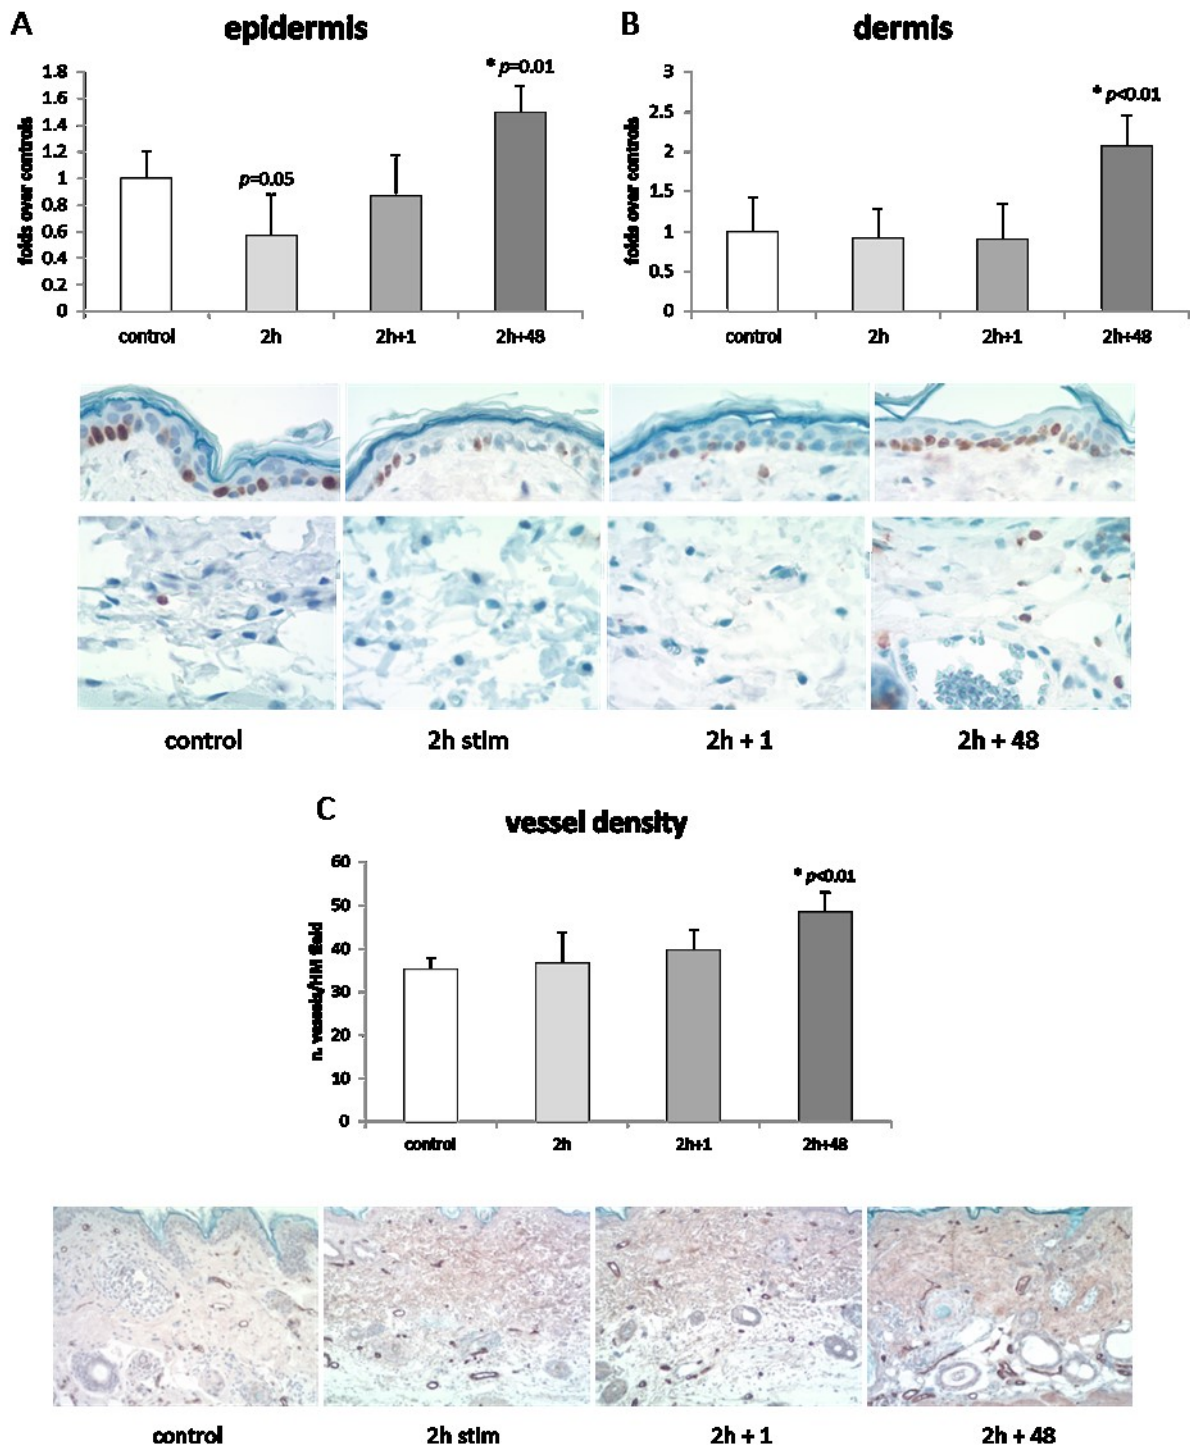 A
epidermis
folds over controls
1.8
1.6
1.4
1.2
1
0.8
0.6
0.4
0.2
0
p=0.05
* p=0.01
control
2h
2h+1
2h+48
B
dermis
folds over controls
3
2.5
2
1.5
1
0.5
0
* p<0.01
control
2h
2h+1
2h+48
control
2h stim
2h + 1
2h + 48
C
vessel density
n. vessels/HM field
60
50
40
30
20
10
0
* p<0.01
control
2h
2h+1
2h+48
control
2h stim
2h + 1
2h + 48